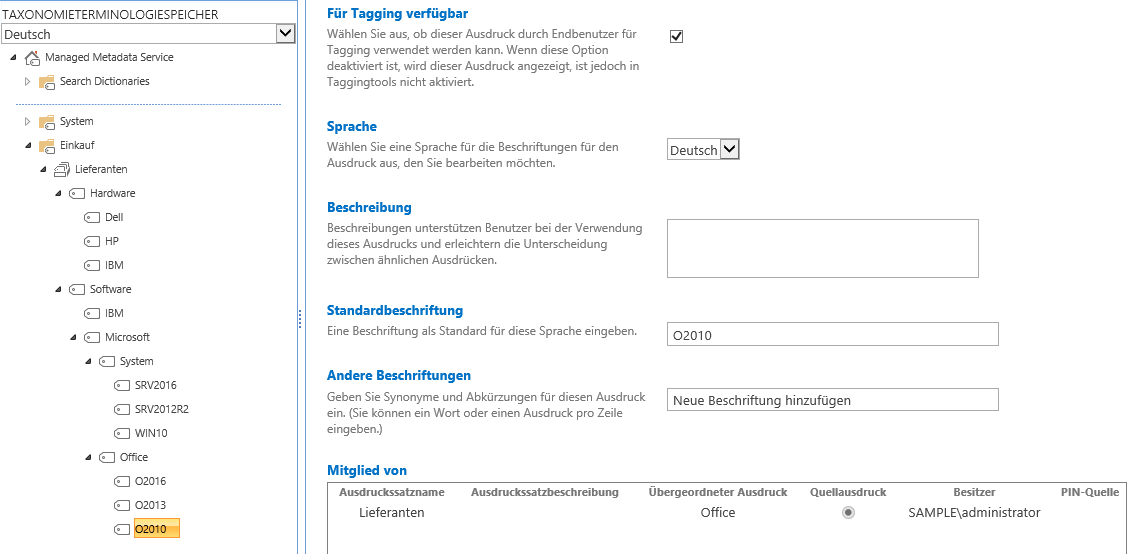 TAXONOMIETERMINOLOGIESPEICHER
Deutsch
Managed Metadata Service
Search Dictionaries
System
Einkauf
Lieferanten
Hardware
Dell
HP
IBM
Software
IBM
Microsoft
System
SRV2016
SRV2012R2
WIN10
Office
O2016
O2013
O2010
Für Tagging verfügbar
Wählen Sie aus, ob dieser Ausdruck durch Endbenutzer für
Tagging verwendet werden kann. Wenn diese Option
deaktiviert ist, wird dieser Ausdruck angezeigt, ist jedoch in
Taggingtools nicht aktiviert.
Sprache
Wählen Sie eine Sprache für die Beschriftungen für den
Ausdruck aus, den Sie bearbeiten möchten.
Deutsch
Beschreibung
Beschreibungen unterstützen Benutzer bei der Verwendung
dieses Ausdrucks und erleichtern die Unterscheidung
zwischen ähnlichen Ausdrücken.
Standardbeschriftung
Eine Beschriftung als Standard für diese Sprache eingeben.
O2010
Andere Beschriftungen
Geben Sie Synonyme und Abkürzungen für diesen Ausdruck
ein. (Sie können ein Wort oder einen Ausdruck pro Zeile
eingeben.)
Neue Beschriftung hinzufügen
Mitglied von
Ausdruckssatzname Ausdruckssatzbeschreibung Übergeordneter Ausdruck Quellausdruck Besitzer PIN-Quelle
Lieferanten Office SAMPLE\administrator